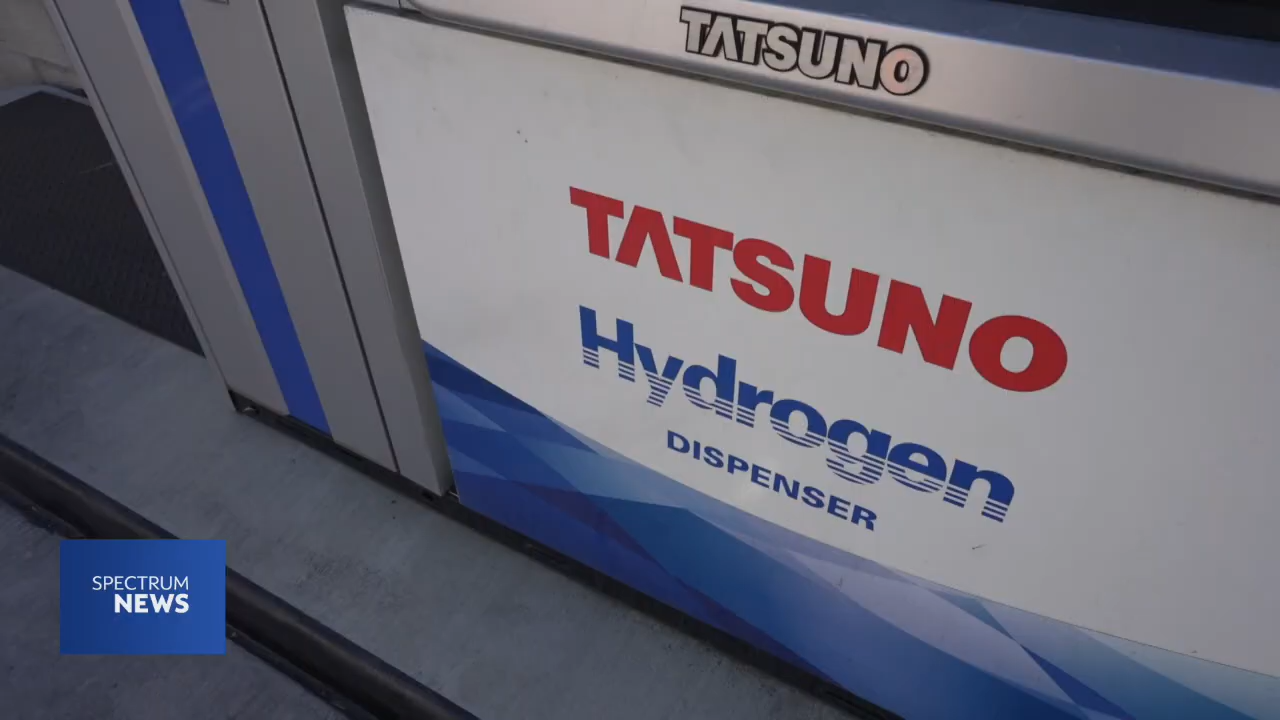 TATSUNO
TATSUNO
Hydrogen
DISPENSER
SPECTRUM
NEWS